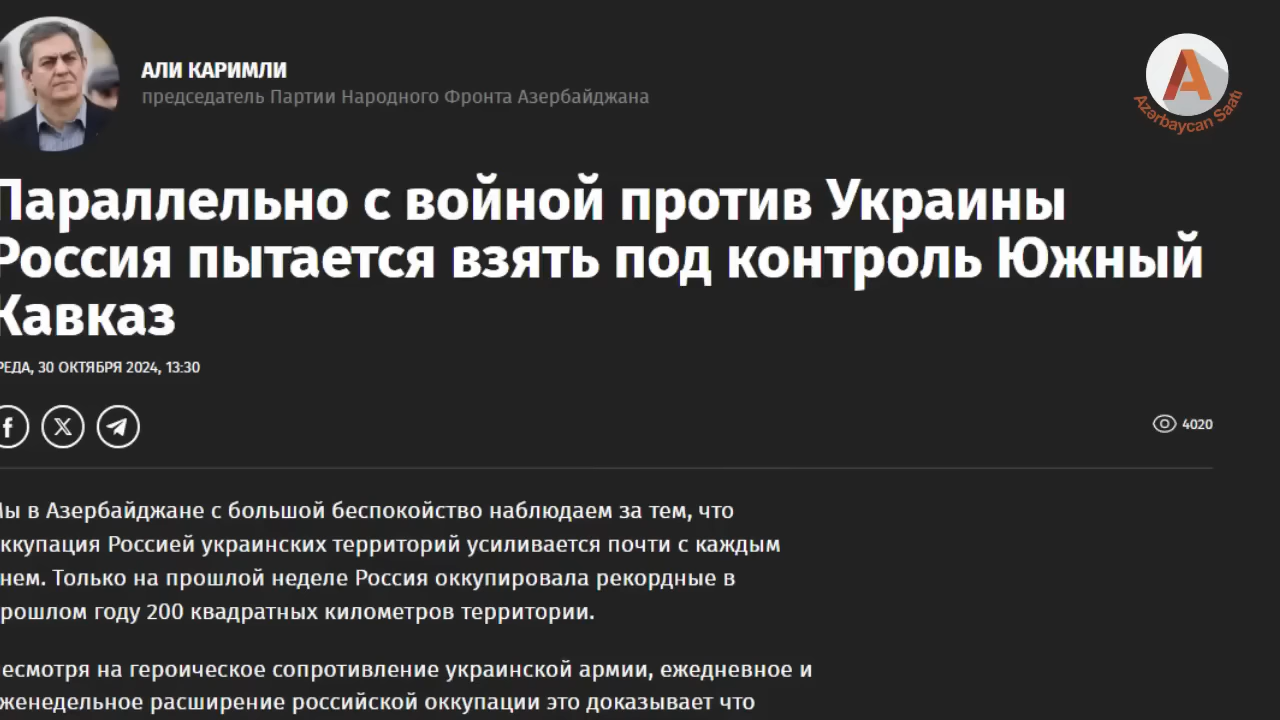 АЛИ КАРИМЛИ
председатель Партии Народного Фронта Азербайджана
A
Azərbaycan Saatı
Параллельно с войной против Украины
Россия пытается взять под контроль Южный
Кавказ
РЕДА, 30 ОКТЯБРЯ 2024, 13:30
4020
Мы в Азербайджане с большой беспокойство наблюдаем за тем, что
ккупация Россией украинских территорий усиливается почти с каждым
нем. Только на прошлой неделе Россия оккупировала рекордные в
рошлом году 200 квадратных километров территории.
есмотря на героическое сопротивление украинской армии, ежедневное и
женедельное расширение российской оккупации это доказывает что